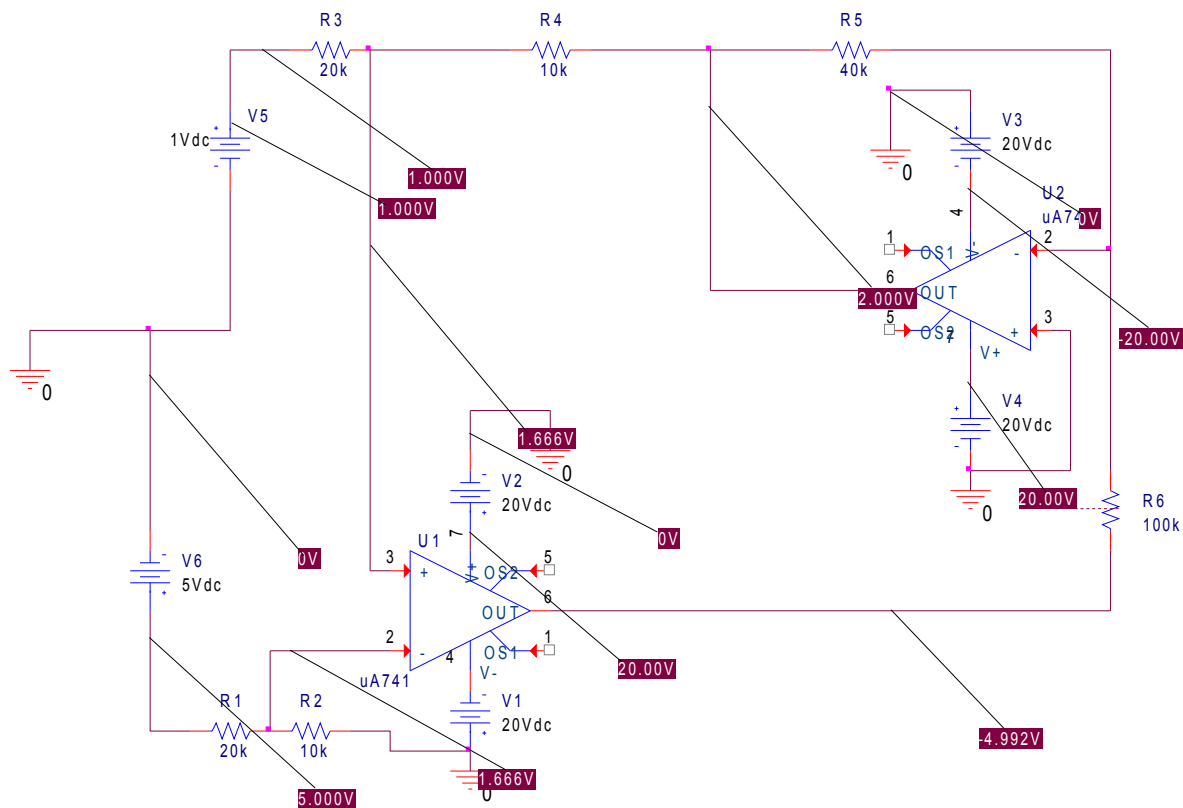 R3
R4
R5
20k
10k
40k
V5
1Vdc
+
-
V3
+
20Vdc
-
0
1.000V
1.000V
0V
U2
uA74
4
V-
1
OS1
2
-
6
OUT
2.000V
5
OS2
3
+
7
V+
-20.00V
0
V4
+
20Vdc
-
0
20.00V
R6
100k
1.666V
0
V2
-
20Vdc
+
0V
U1
7
V+
3
+
OS2
5
6
OUT
2
-
OS1
1
4
V-
uA741
0V
V6
-
5Vdc
+
20.00V
R1
R2
20k
10k
V1
-
20Vdc
+
-4.992V
1.666V
0
5.000V